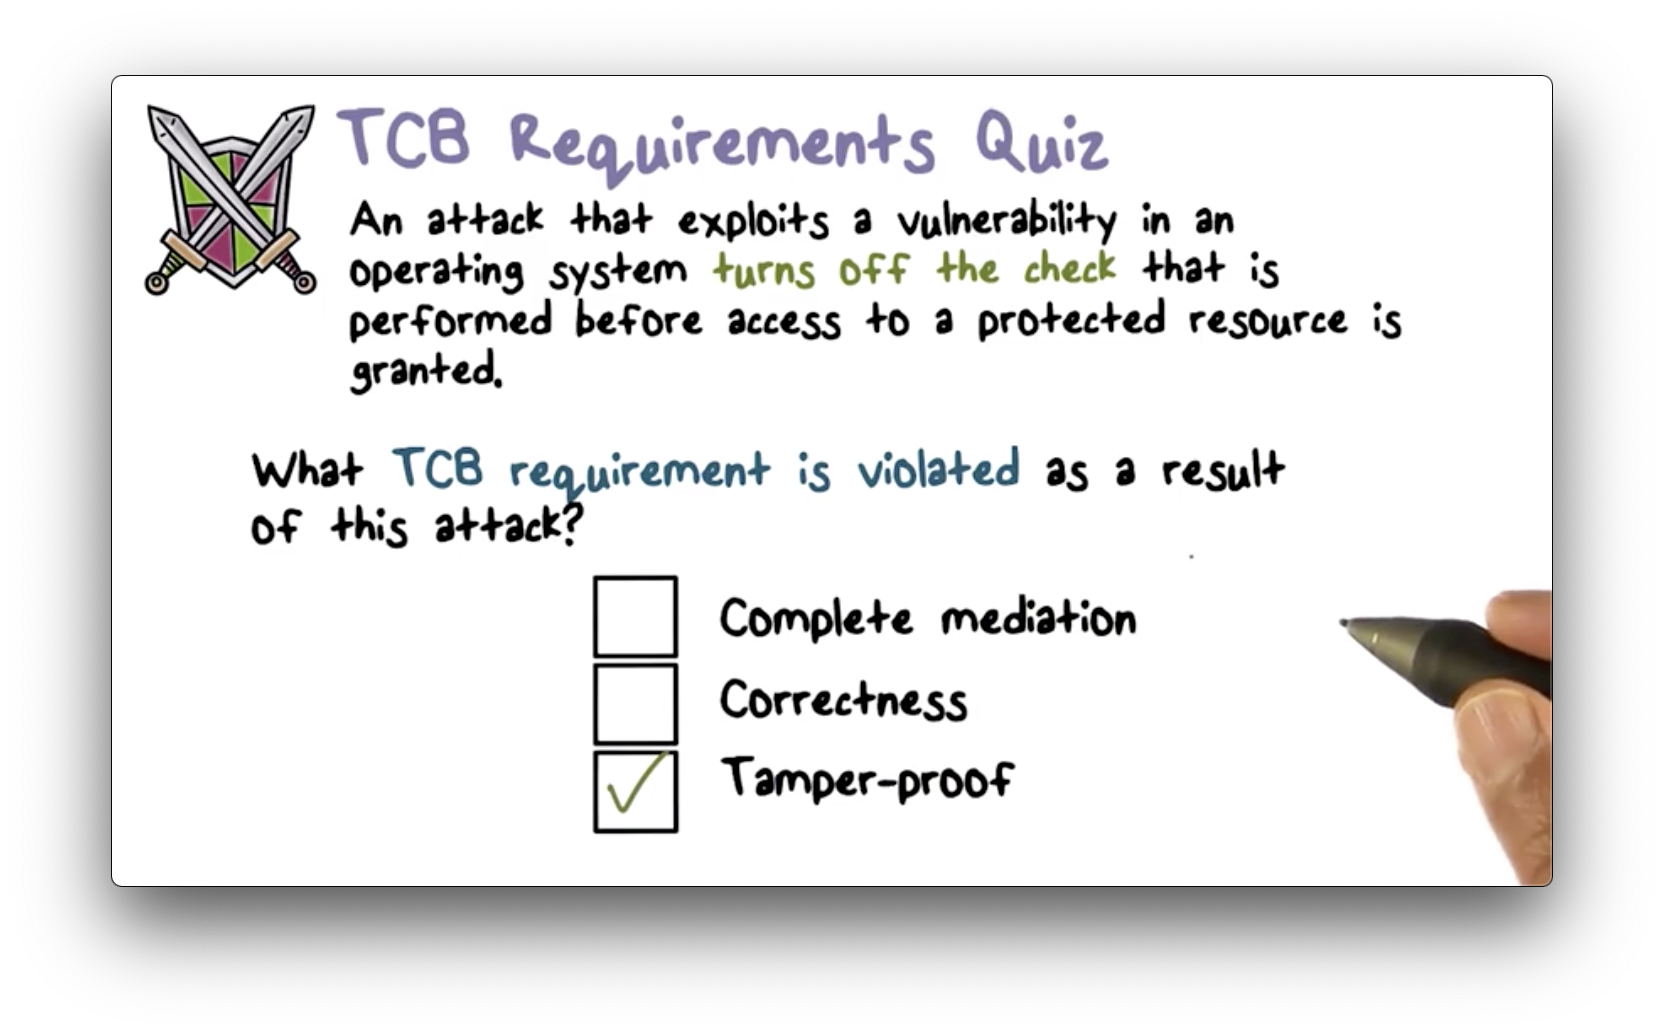 TCB Requirements Quiz
An attack that exploits a vulnerability in an
operating system turns off the check that is
performed before access to a protected resource is
granted.
What TCB requirement is violated as a result
of this attack?
Complete mediation
Correctness
Tamper-proof